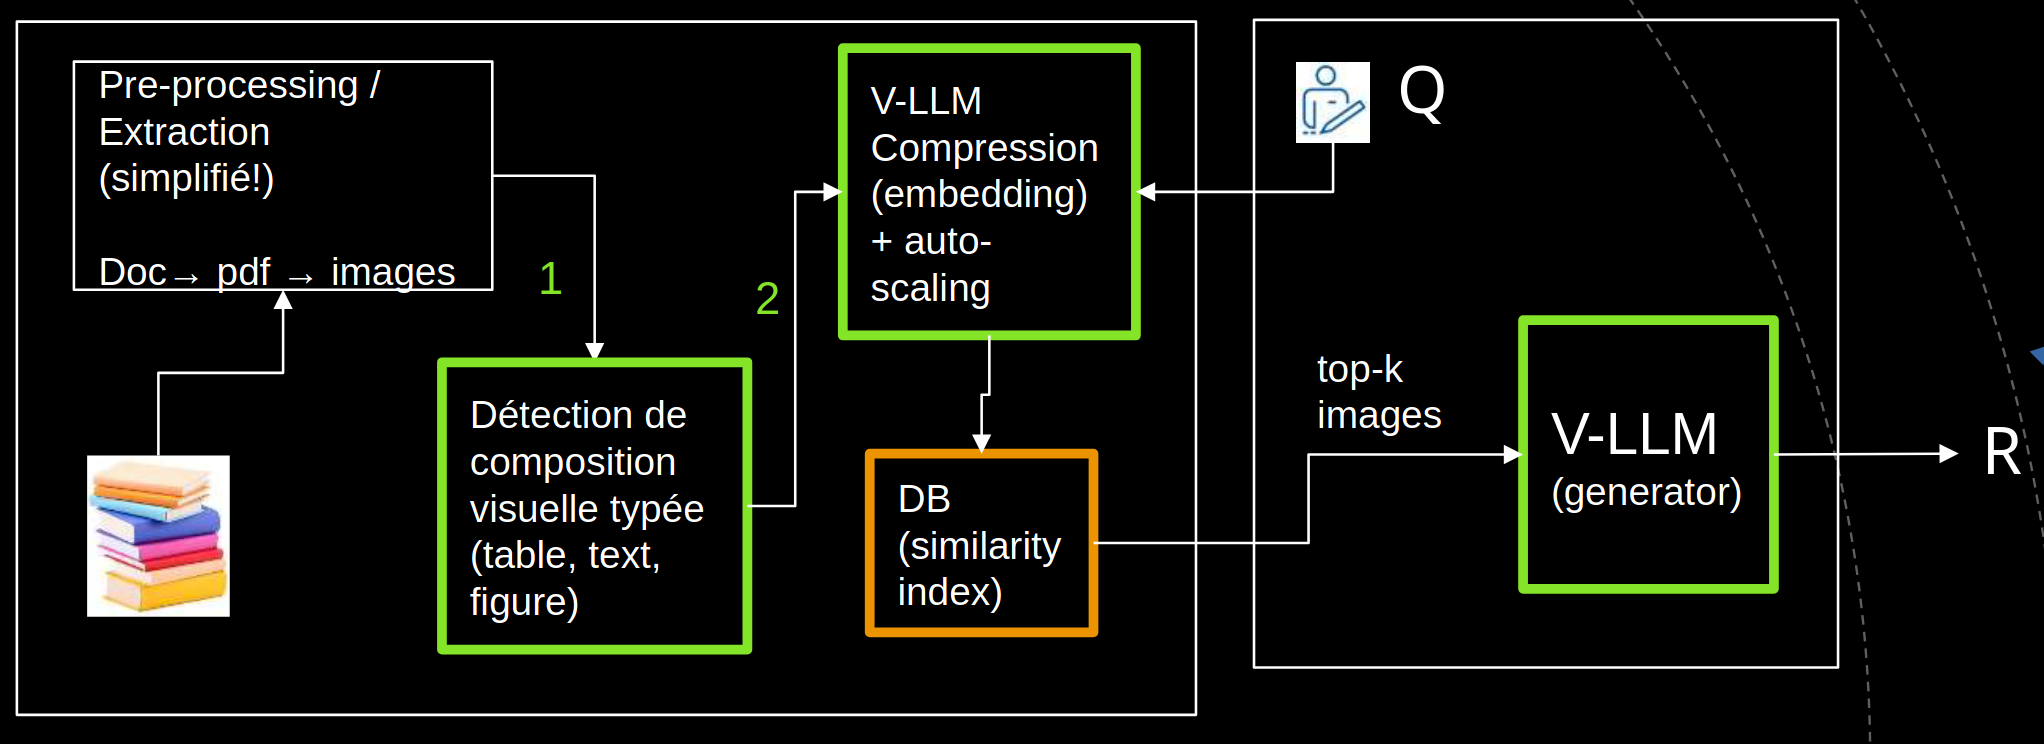 Pre-processing /
Extraction
(simplifié!)
Doc→ pdf → images
1
Détection de
composition
visuelle typée
(table, text,
figure)
2
V-LLM
Compression
(embedding)
+ auto-
scaling
DB
(similarity
index)
Q
top-k
images
V-LLM
(generator)
R